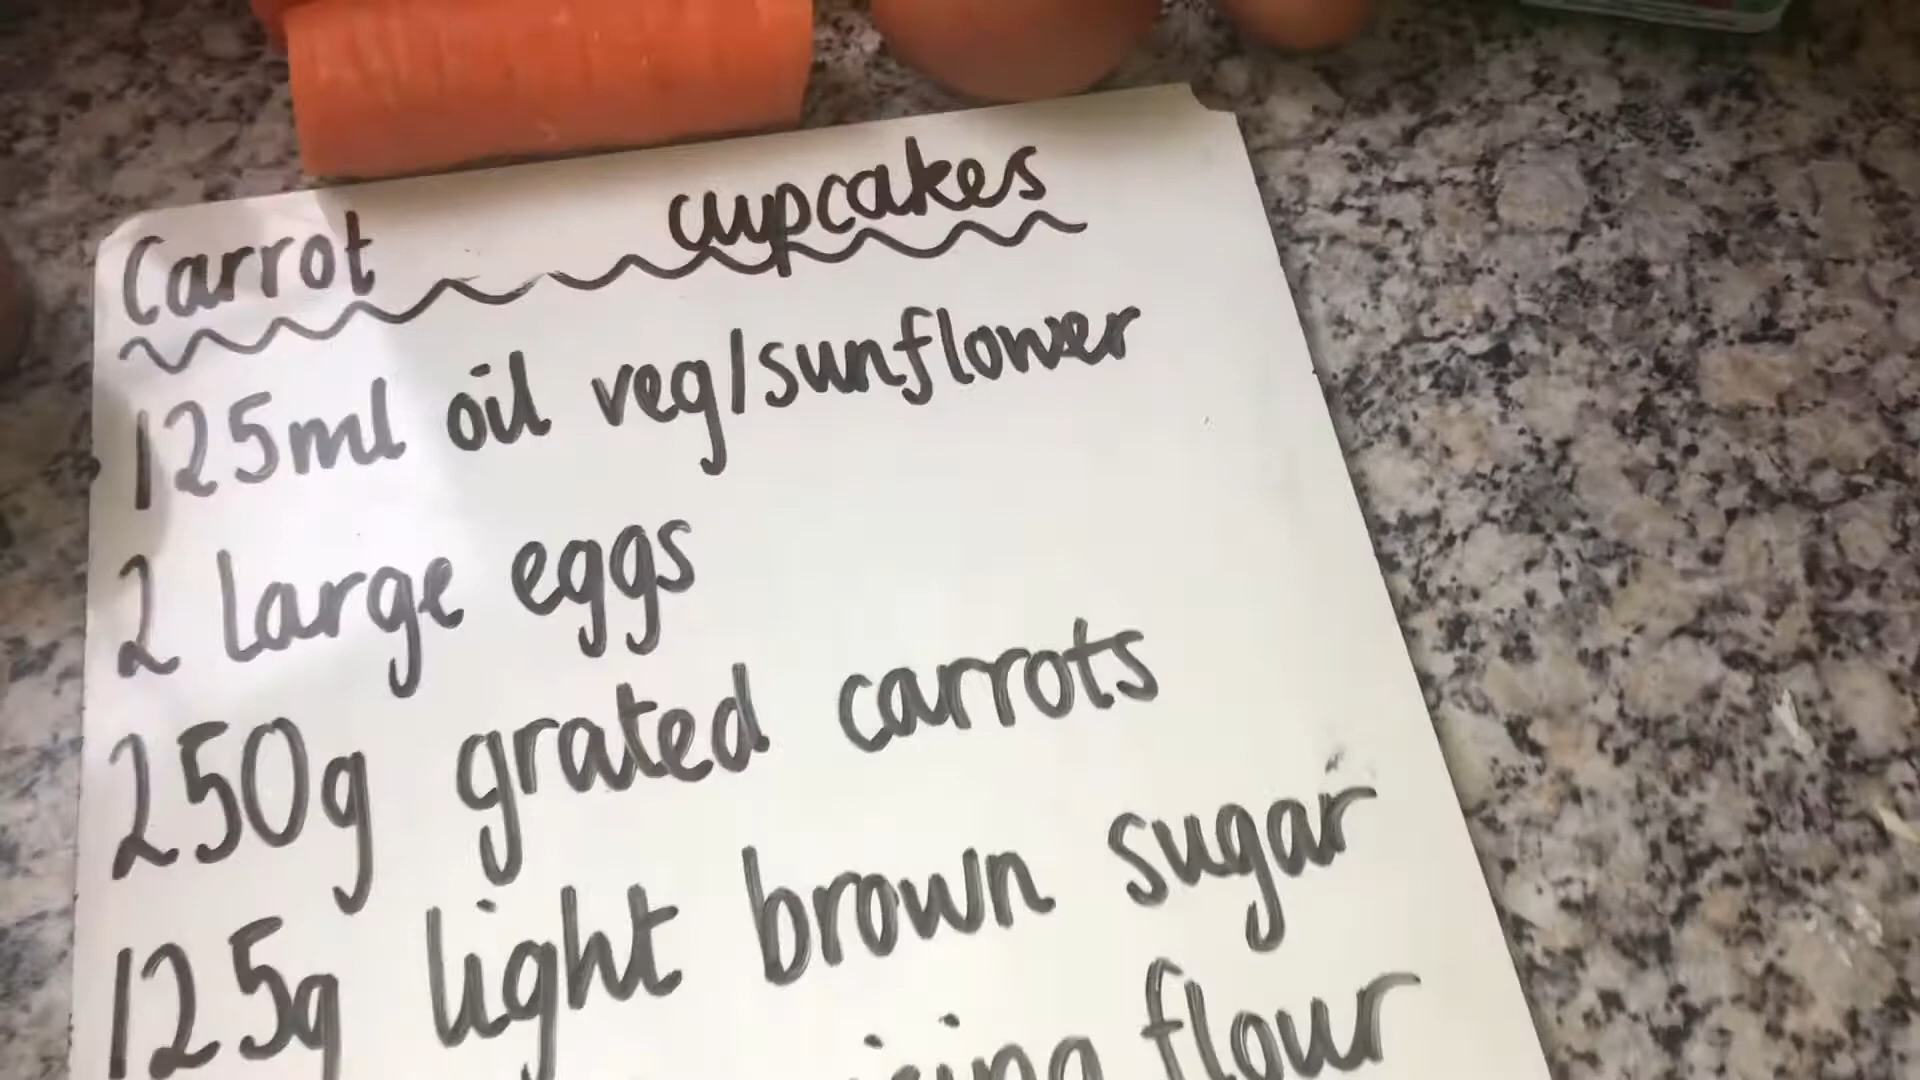 Carrot cupcakes
125ml oil veg/sunflower
2 large eggs
250g grated carrots
125g light brown sugar
flour